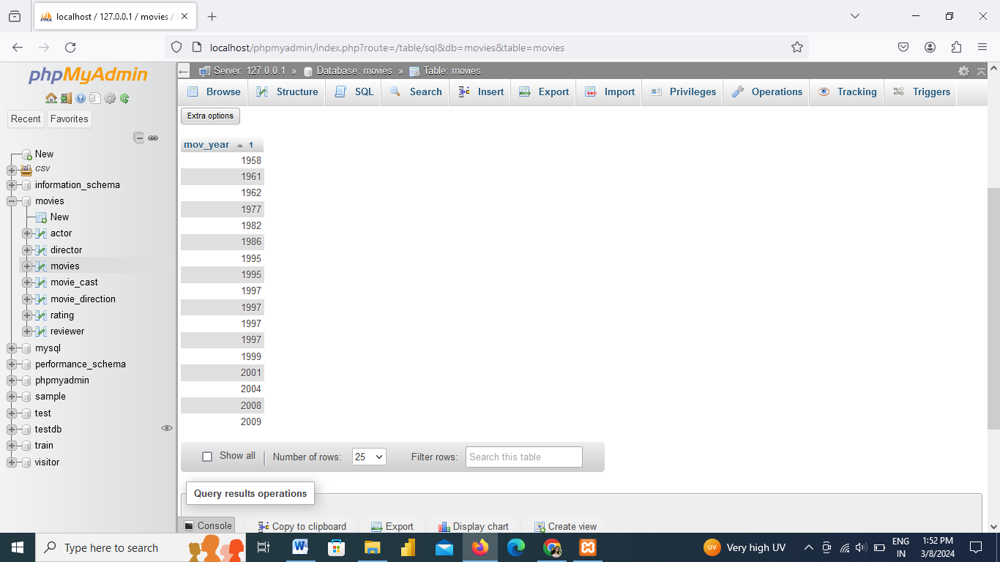 localhost / 127.0.0.1 / movies /
localhost/phpmyadmin/index.php?route=/table/sql&db=movies&table=movies
phpMyAdmin
Recent
Favorites
New
csv
information_schema
movies
New
actor
director
movies
movie_cast
movie_direction
rating
reviewer
mysql
performance_schema
phpmyadmin
sample
test
testdb
train
visitor
Server: 127.0.0.1 » Database: movies » Table: movies
Browse
Structure
SQL
Search
Insert
Export
Import
Privileges
Operations
Tracking
Triggers
Extra options
mov_year 1
1958
1961
1962
1977
1982
1986
1995
1995
1997
1997
1997
1997
1999
2001
2004
2008
2009
Show all
Number of rows: 25
Filter rows: Search this table
Query results operations
Console
Copy to clipboard
Export
Display chart
Create view
Type here to search
UV
Very high UV
ENG
IN
1:52 PM
3/8/2024